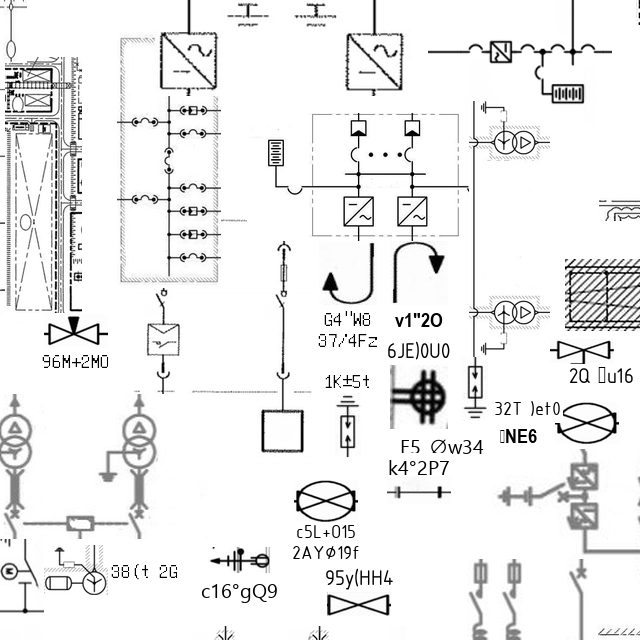 G4"W8
37/4Fz
v1"2O
6JE)0U0
96M+2M0
1K±5t
2Q u16
32T )et0
NE6
F5 Øw34
k4°2P7
c5L+015
2AYø19f
38(t 2G
c16°gQ9
95y(HH4